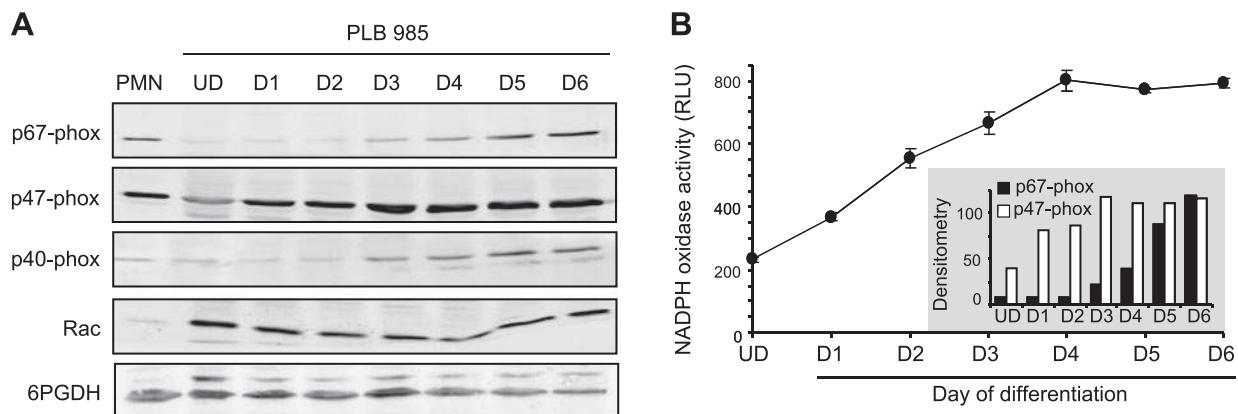 A
PLB 985
PMN UD D1 D2 D3 D4 D5 D6
p67-phox
p47-phox
p40-phox
Rac
6PGDH
B
NADPH oxidase activity (RLU)
800
600
400
200
0
UD D1 D2 D3 D4 D5 D6
Day of differentiation
p67-phox
p47-phox
Densitometry
100
50
0
UD D1 D2 D3 D4 D5 D6